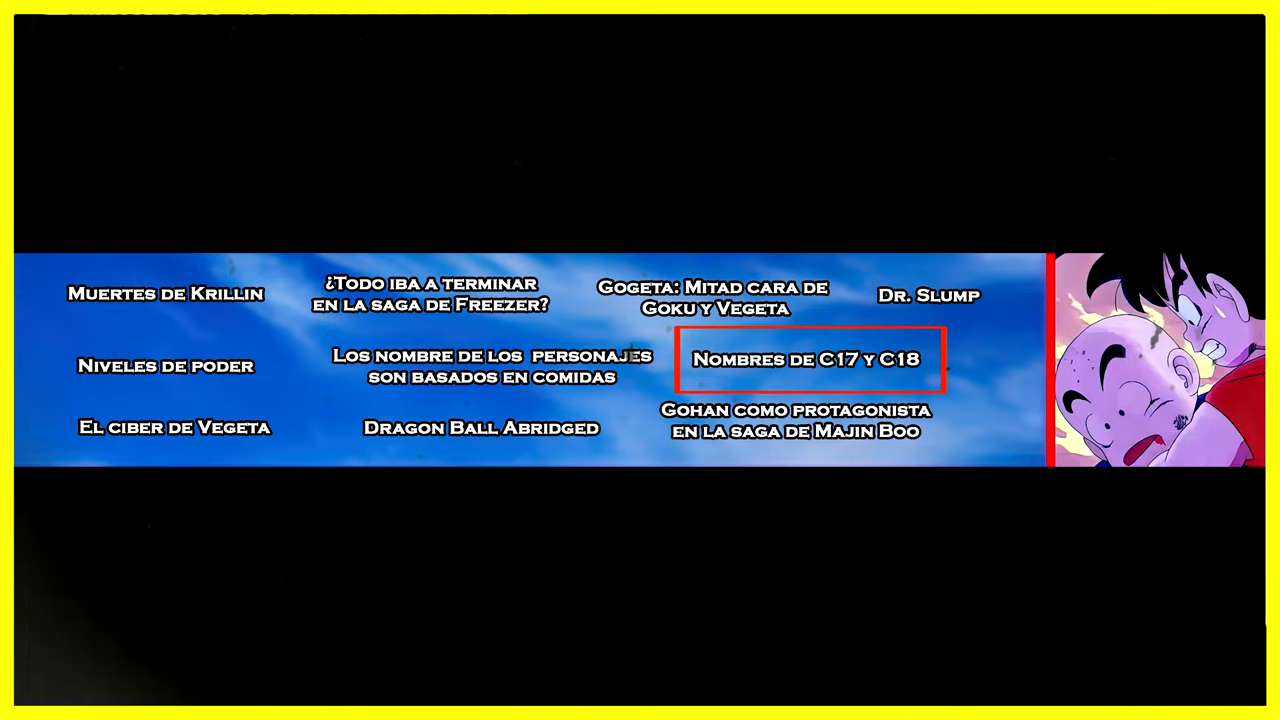 Muertes de Krillin
¿Todo iba a terminar
en la saga de Freezer?
Gogeta: Mitad cara de
Goku y Vegeta
Dr. Slump
Niveles de poder
Los nombre de los personajes
son basados en comidas
Nombres de C17 y C18
El ciber de Vegeta
Dragon Ball Abridged
Gohan como protagonista
en la saga de Majin Boo